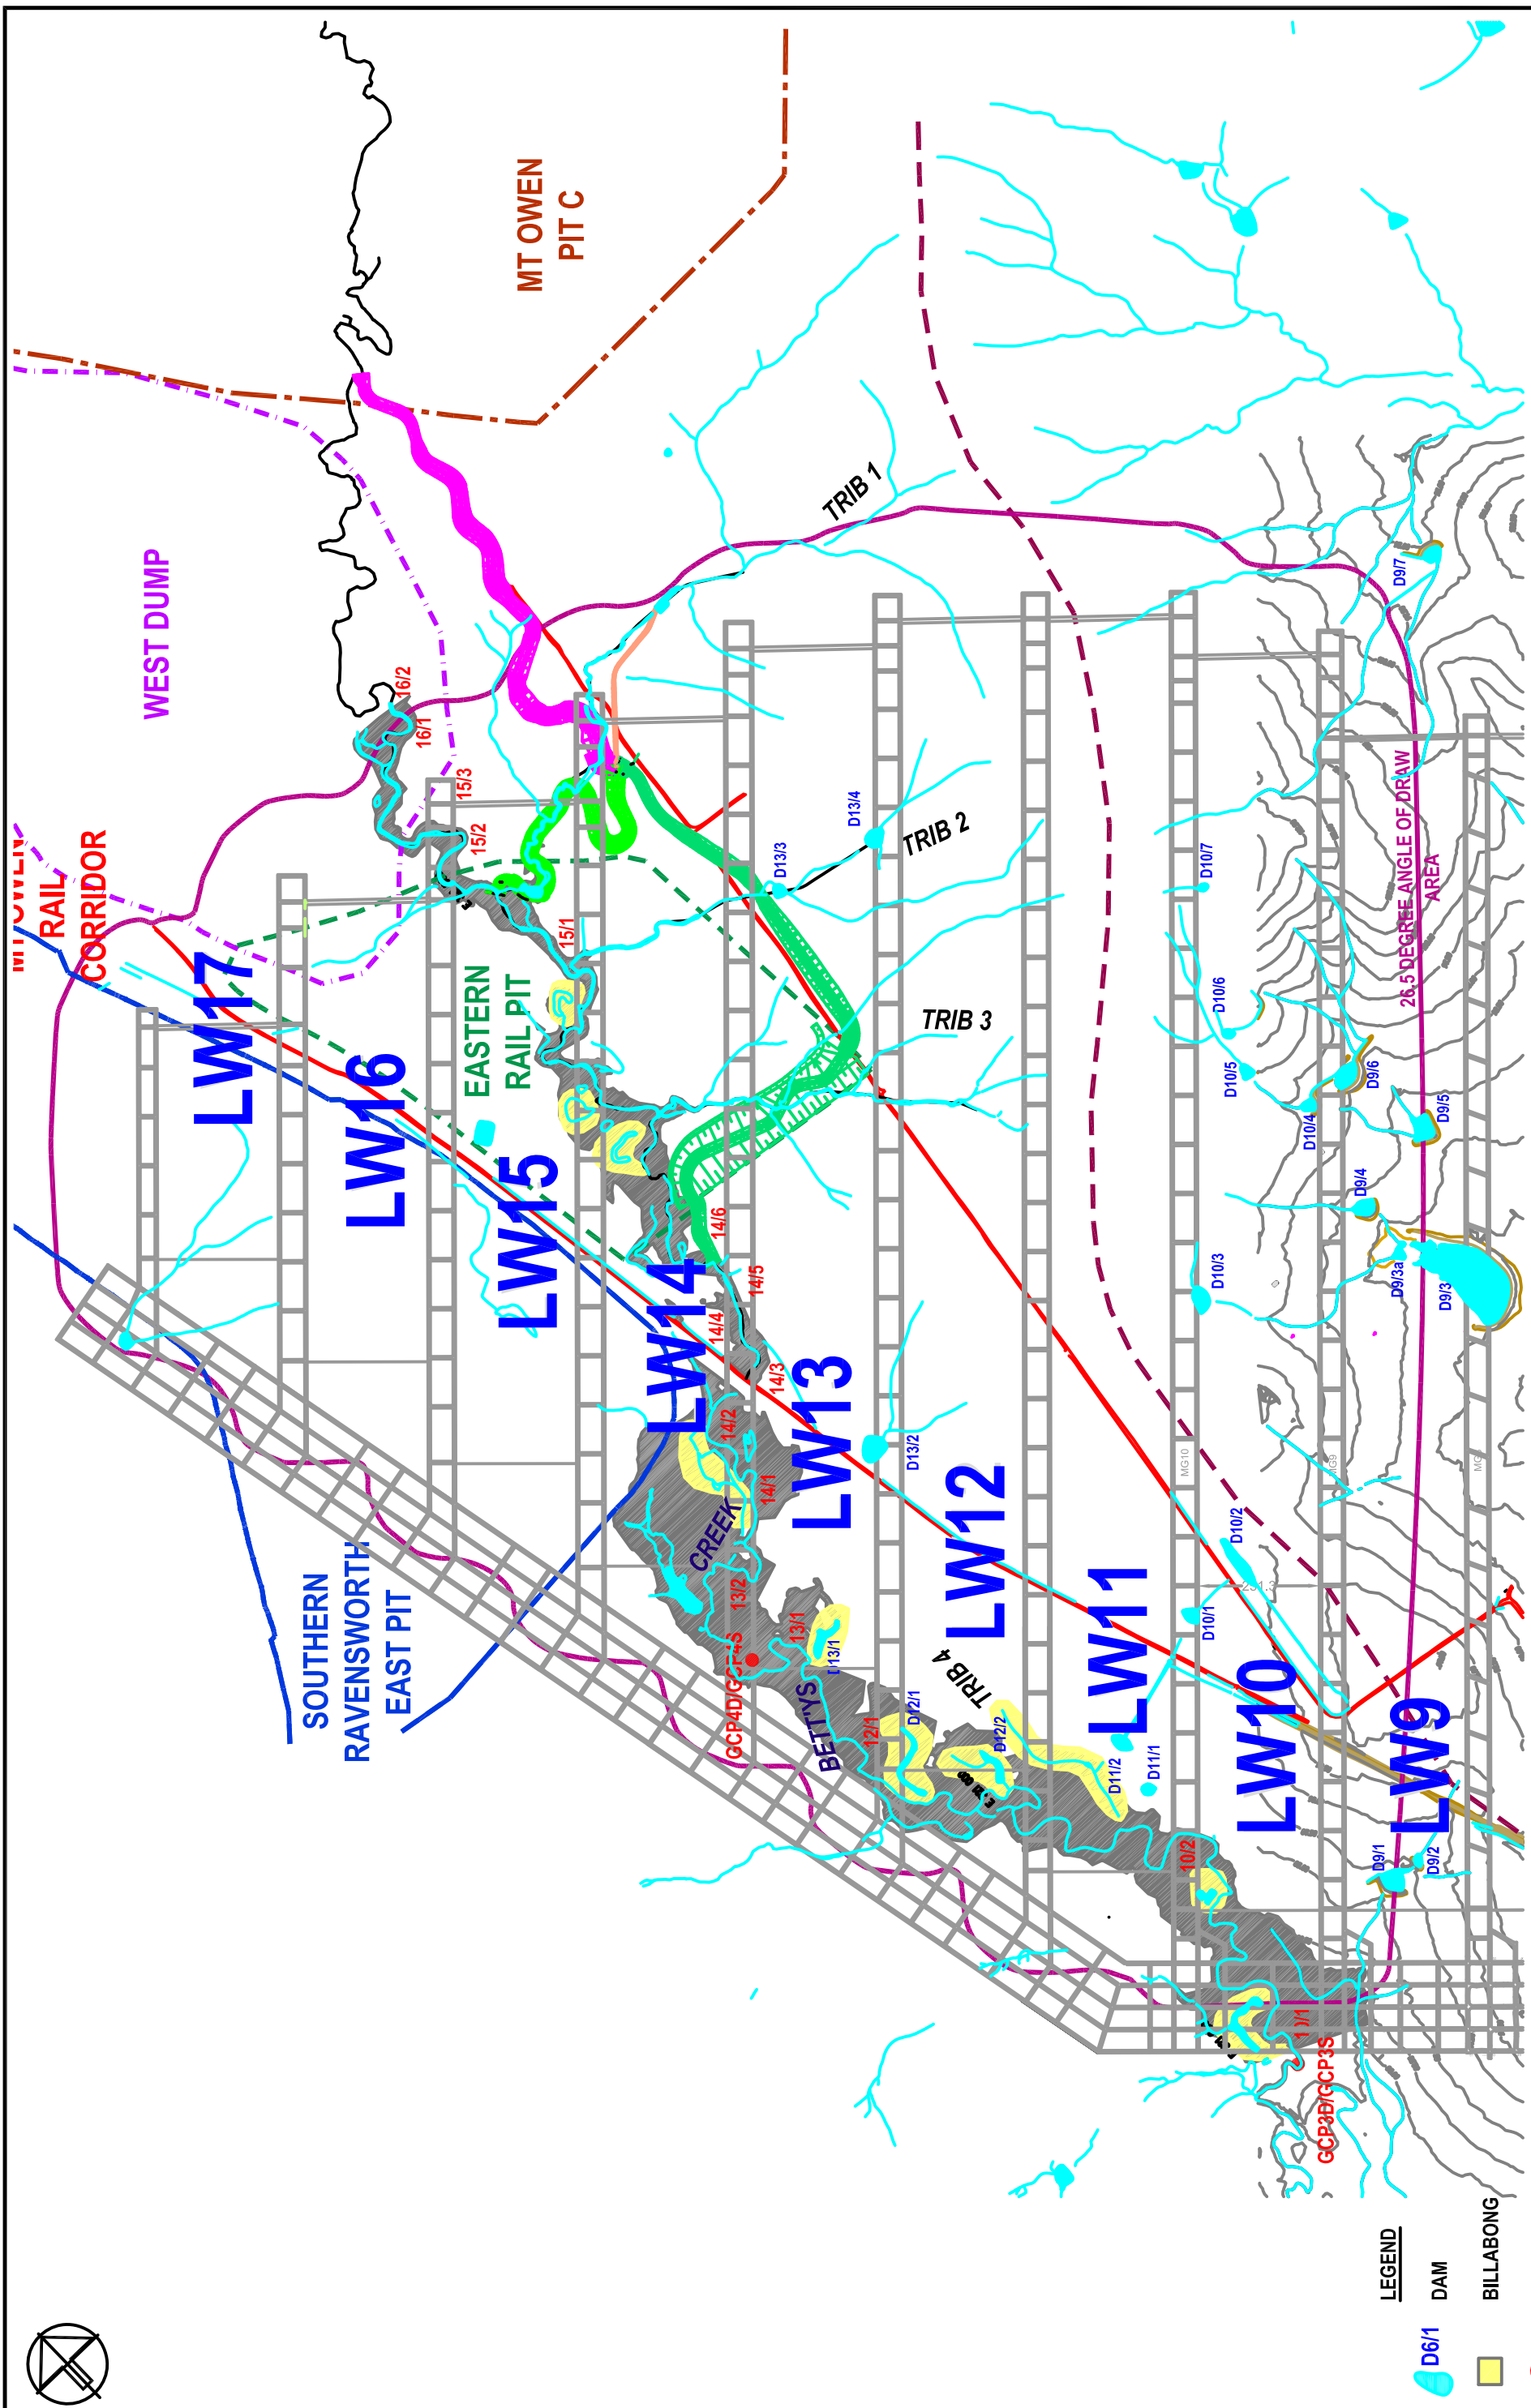 MT OWEN
PIT C
WEST DUMP
RAIL
CORRIDOR
16/2
16/1
15/3
15/2
15/1
TRIB 1
TRIB 2
TRIB 3
TRIB 4
D13/4
D13/3
D10/7
D9/7
26.5 DEGREE ANGLE OF DRAW
AREA
LW17
LW16
LW15
LW14
LW13
LW12
LW11
LW10
LW9
EASTERN
RAIL PIT
SOUTHERN
RAVENSWORTH
EAST PIT
14/6
14/5
14/4
14/3
14/2
14/1
13/2
13/1
12/1
10/2
GCP4D/GCP4S
GCP3D/GCP3S
BETTYS
CREEK
D13/2
D12/1
D12/2
D11/2
D11/1
D10/6
D10/5
D10/4
D10/3
D10/2
D10/1
D9/6
D9/5
D9/4
D9/3a
D9/3
D9/1
D9/2
MG10
MG9
LEGEND
D6/1 DAM
BILLABONG